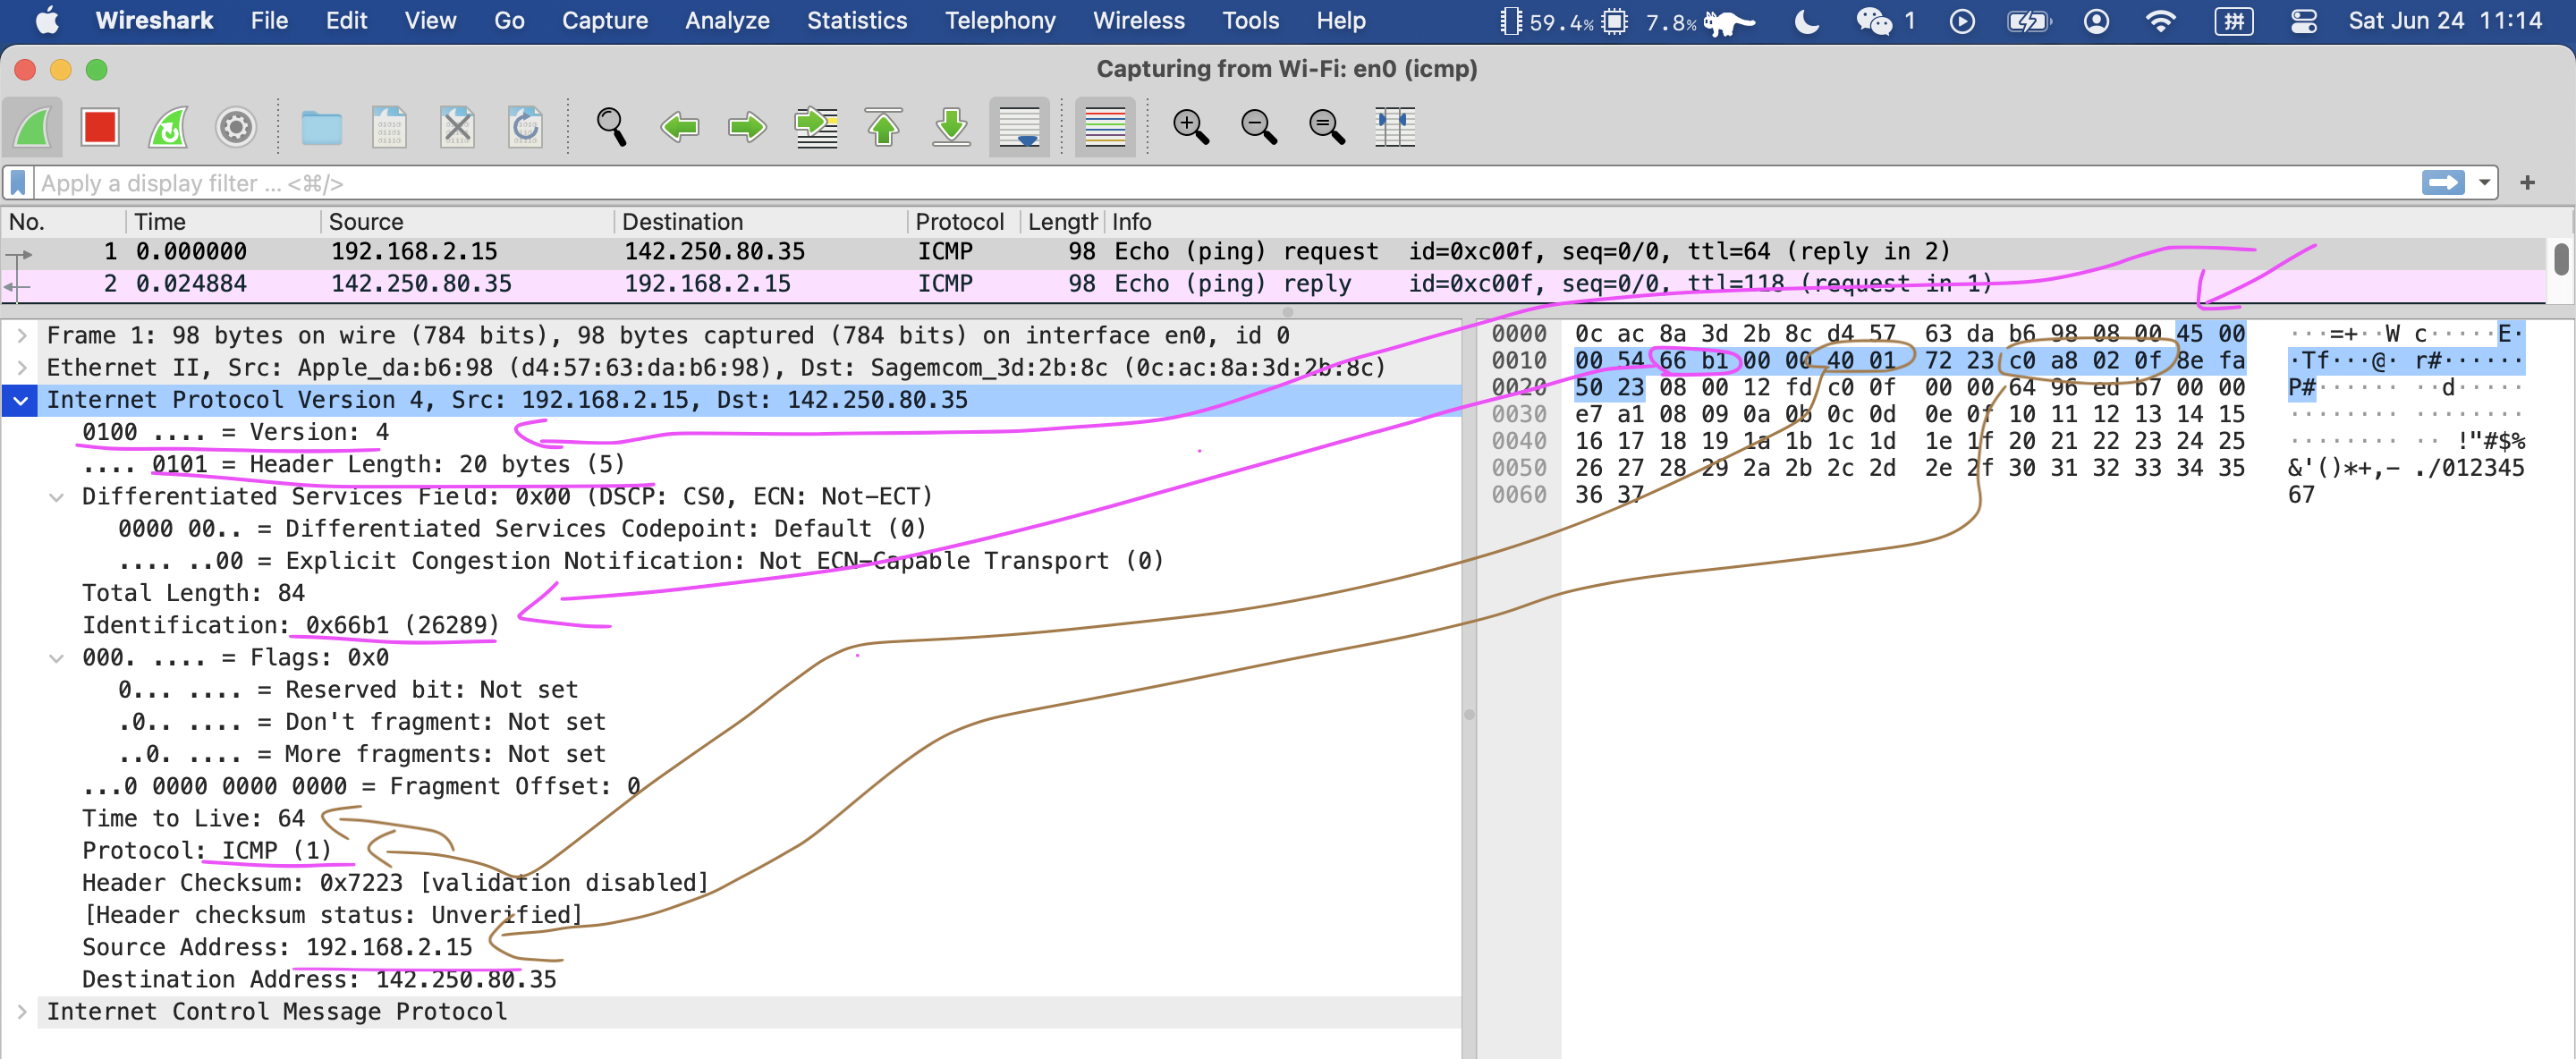 Wireshark File Edit View Go Capture Analyze Statistics Telephony Wireless Tools Help 59.4% 7.8% 1 拼 Sat Jun 24 11:14
Capturing from Wi-Fi: en0 (icmp)
Apply a display filter ... <⌘/>
No. Time Source Destination Protocol Length Info
1 0.000000 192.168.2.15 142.250.80.35 ICMP 98 Echo (ping) request id=0xc00f, seq=0/0, ttl=64 (reply in 2)
2 0.024884 142.250.80.35 192.168.2.15 ICMP 98 Echo (ping) reply id=0xc00f, seq=0/0, ttl=118 (request in 1)
Frame 1: 98 bytes on wire (784 bits), 98 bytes captured (784 bits) on interface en0, id 0
Ethernet II, Src: Apple_da:b6:98 (d4:57:63:da:b6:98), Dst: Sagemcom_3d:2b:8c (0c:ac:8a:3d:2b:8c)
Internet Protocol Version 4, Src: 192.168.2.15, Dst: 142.250.80.35
0100 .... = Version: 4
.... 0101 = Header Length: 20 bytes (5)
Differentiated Services Field: 0x00 (DSCP: CS0, ECN: Not-ECT)
0000 00.. = Differentiated Services Codepoint: Default (0)
.... ..00 = Explicit Congestion Notification: Not ECN-Capable Transport (0)
Total Length: 84
Identification: 0x66b1 (26289)
000. .... = Flags: 0x0
0... .... = Reserved bit: Not set
.0.. .... = Don't fragment: Not set
..0. .... = More fragments: Not set
...0 0000 0000 0000 = Fragment Offset: 0
Time to Live: 64
Protocol: ICMP (1)
Header Checksum: 0x7223 [validation disabled]
[Header checksum status: Unverified]
Source Address: 192.168.2.15
Destination Address: 142.250.80.35
Internet Control Message Protocol
0000 0c ac 8a 3d 2b 8c d4 57 63 da b6 98 08 00 45 00 ···=+··W c·····E·
0010 00 54 66 b1 00 00 40 01 72 23 c0 a8 02 0f 8e fa ·Tf···@· r#······
0020 50 23 08 00 12 fd c0 0f 00 00 64 96 ed b7 00 00 P#······ ··d·····
0030 e7 a1 08 09 0a 0b 0c 0d 0e 0f 10 11 12 13 14 15 ········ ········
0040 16 17 18 19 1a 1b 1c 1d 1e 1f 20 21 22 23 24 25 ········ ·· !"#$%
0050 26 27 28 29 2a 2b 2c 2d 2e 2f 30 31 32 33 34 35 &'()*+,- ./012345
0060 36 37 67